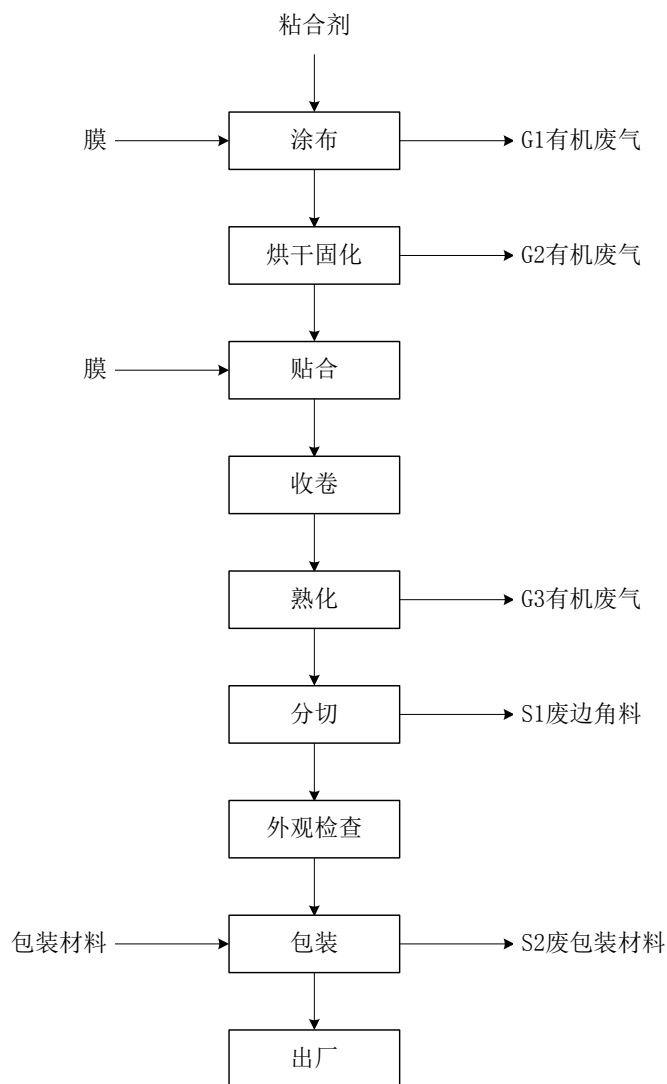 粘合剂
膜
涂布
G1有机废气
烘干固化
G2有机废气
膜
贴合
收卷
熟化
G3有机废气
分切
S1废边角料
外观检查
包装材料
包装
S2废包装材料
出厂